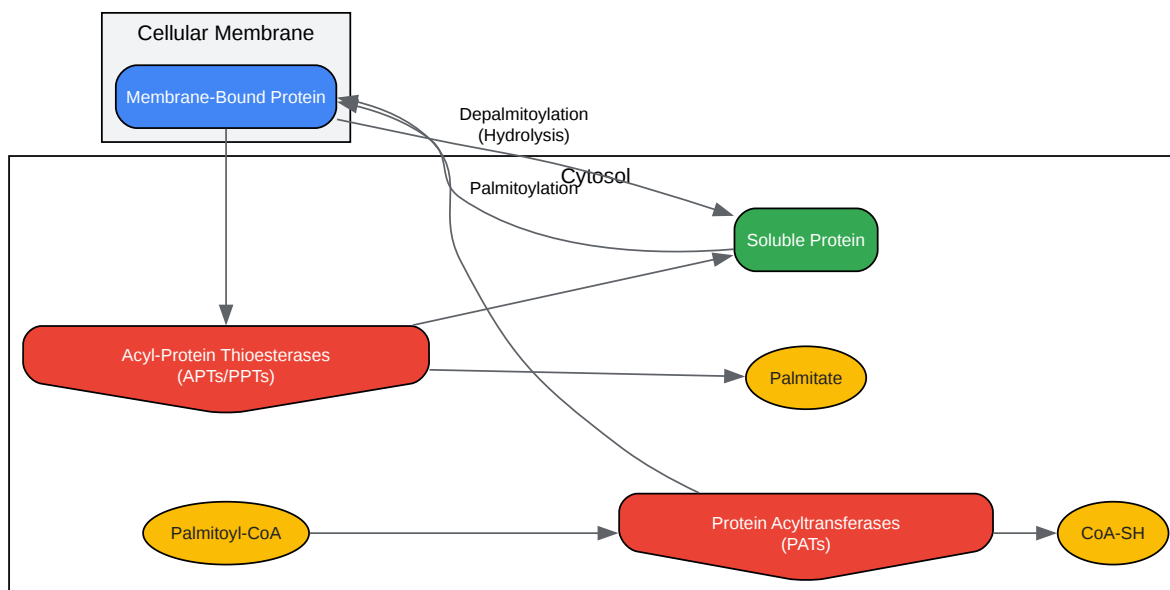 Cellular Membrane
Membrane-Bound Protein
Depalmitoylation
(Hydrolysis)
Cytosol
Palmitoylation
Soluble Protein
Acyl-Protein Thioesterases
(APTs/PPTs)
Palmitate
Palmitoyl-CoA
Protein Acyltransferases
(PATs)
CoA-SH